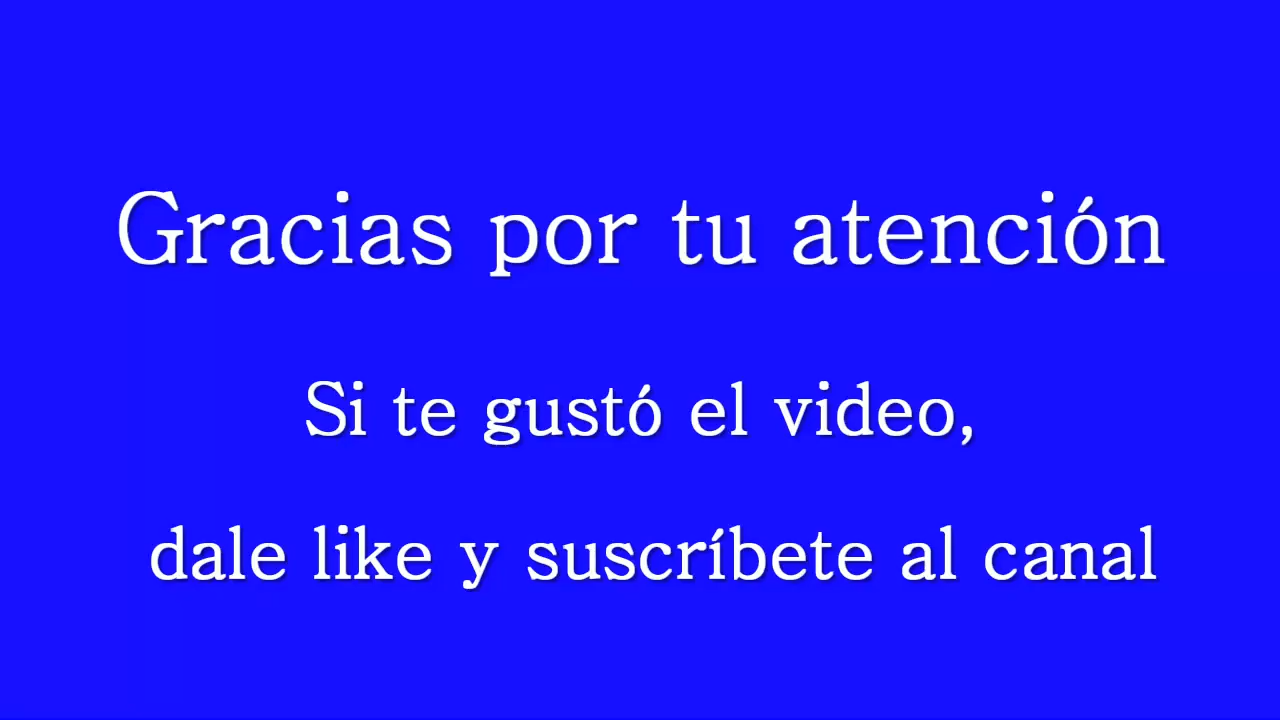 Gracias por tu atención
Si te gustó el video,
dale like y suscríbete al canal